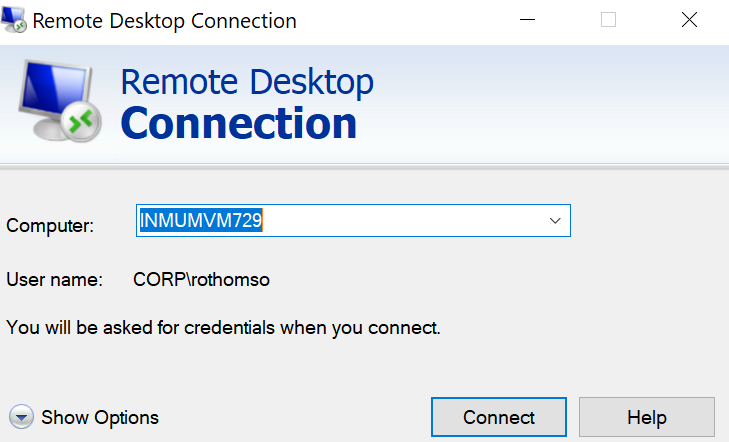 Remote Desktop Connection
Remote Desktop
Connection
Computer: INMUMVM729
User name: CORP\rothomso
You will be asked for credentials when you connect.
Show Options Connect Help